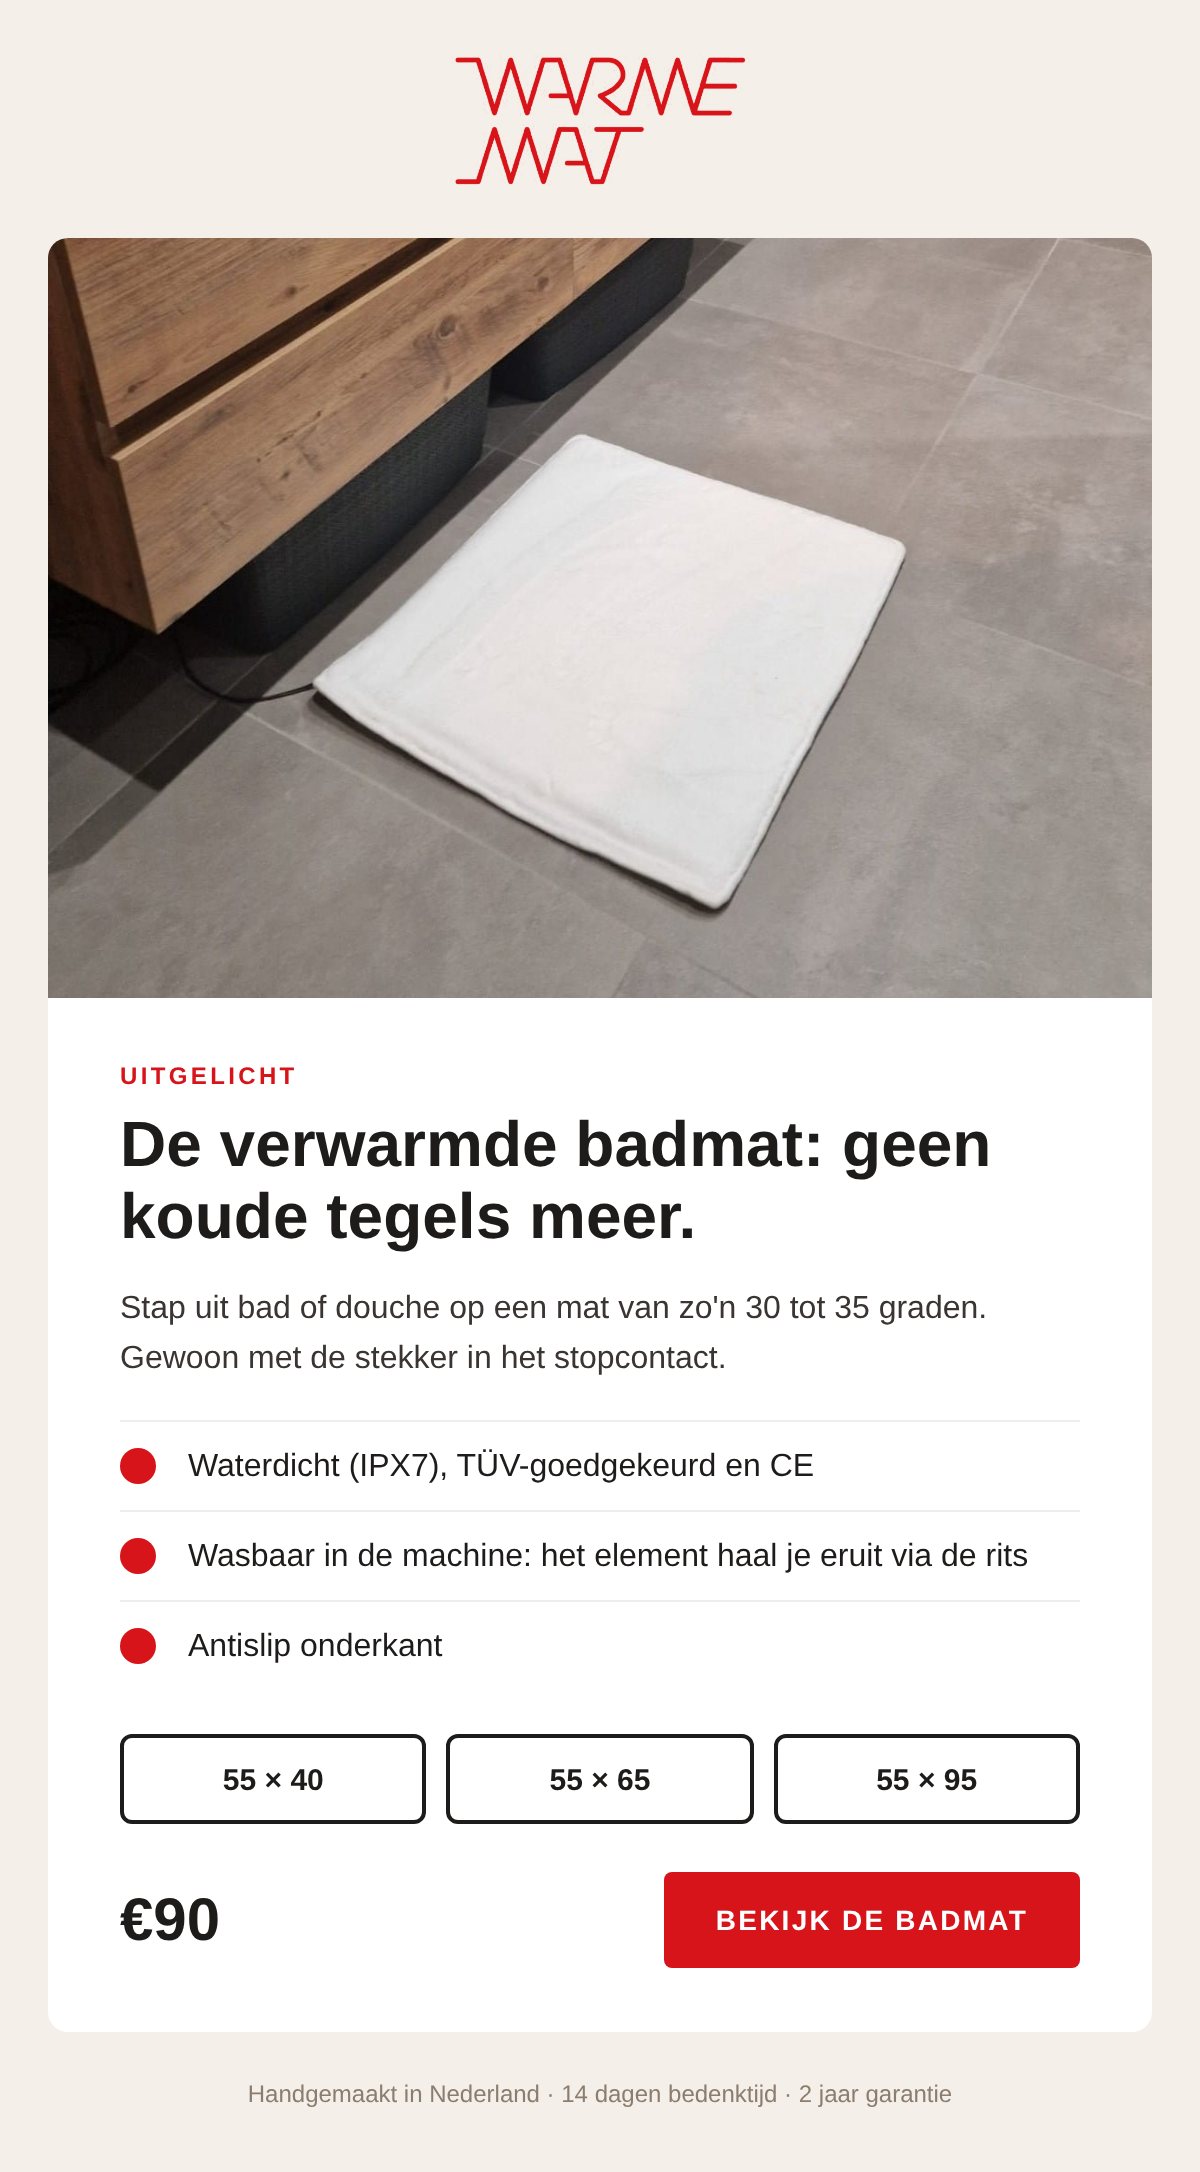 WARME
MAT
UITGELICHT
De verwarmde badmat: geen
koude tegels meer.
Stap uit bad of douche op een mat van zo'n 30 tot 35 graden.
Gewoon met de stekker in het stopcontact.
Waterdicht (IPX7), TÜV-goedgekeurd en CE
Wasbaar in de machine: het element haal je eruit via de rits
Antislip onderkant
55 × 40
55 × 65
55 × 95
€90
BEKIJK DE BADMAT
Handgemaakt in Nederland · 14 dagen bedenktijd · 2 jaar garantie